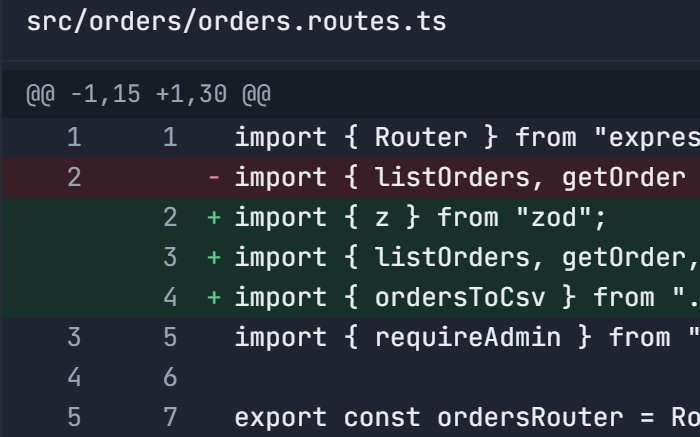 src/orders/orders.routes.ts
@@ -1,15 +1,30 @@
1 1 import { Router } from "expres
2 - import { listOrders, getOrder
2 + import { z } from "zod";
3 + import { listOrders, getOrder,
4 + import { ordersToCsv } from ".
3 5 import { requireAdmin } from "
4 6
5 7 export const ordersRouter = Ro